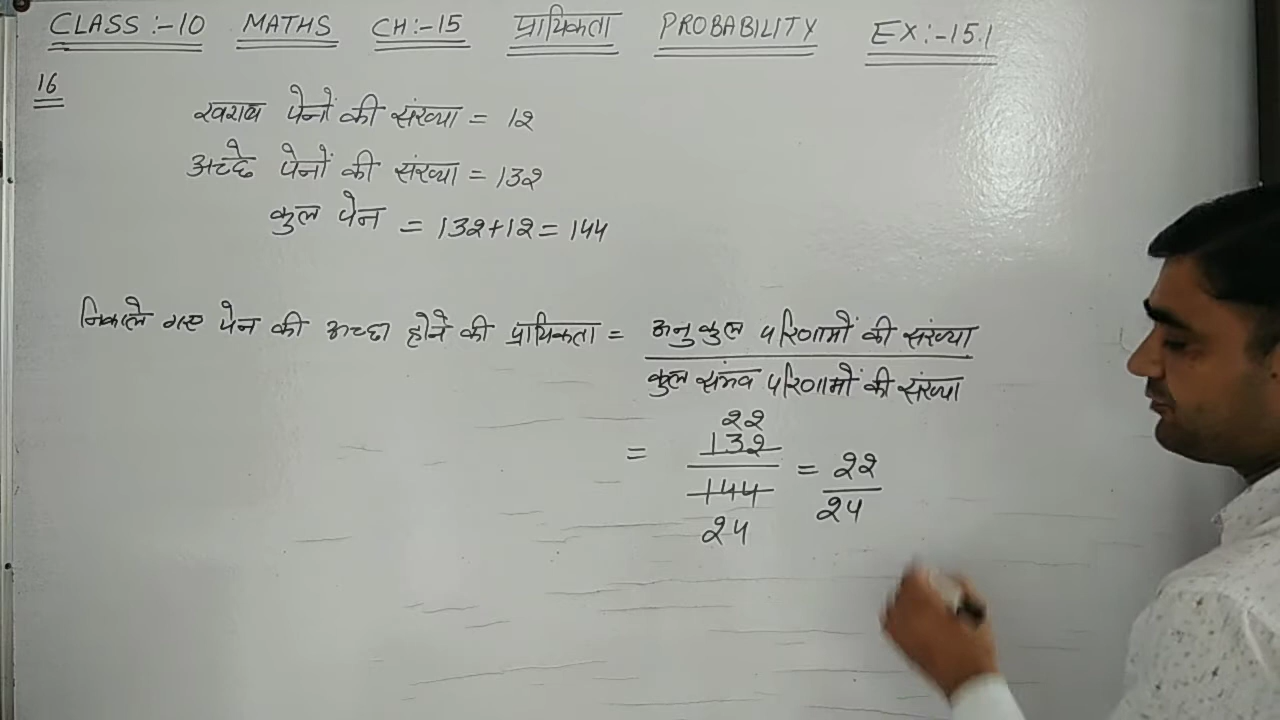 CLASS :- 10 MATHS CH :- 15 प्रायिकता PROBABILITY EX :- 15.1
16
खराब पेनों की संख्या = 12
अच्छे पेनों की संख्या = 132
कुल पेन = 132+12 = 144
निकाले गए पेन की अच्छा होने की प्रायिकता = अनुकुल परिणामों की संख्या
कुल संभव परिणामों की संख्या
22
= 132 = 22
144 24
24